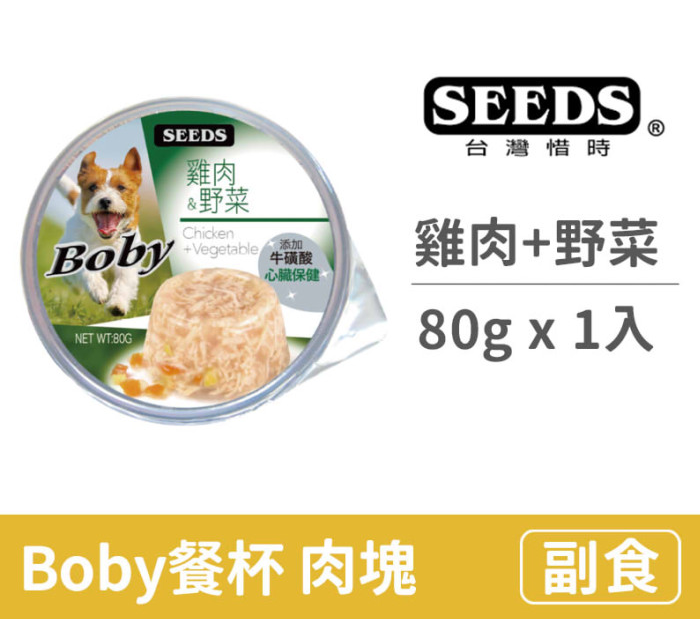 SEEDS
雞肉
&野菜
Chicken
+Vegetable
添加
牛磺酸
心臟保健
Boby
NET WT:80G
SEEDS®
台灣惜時
雞肉+野菜
80g x 1入
Boby餐杯 肉塊
副食